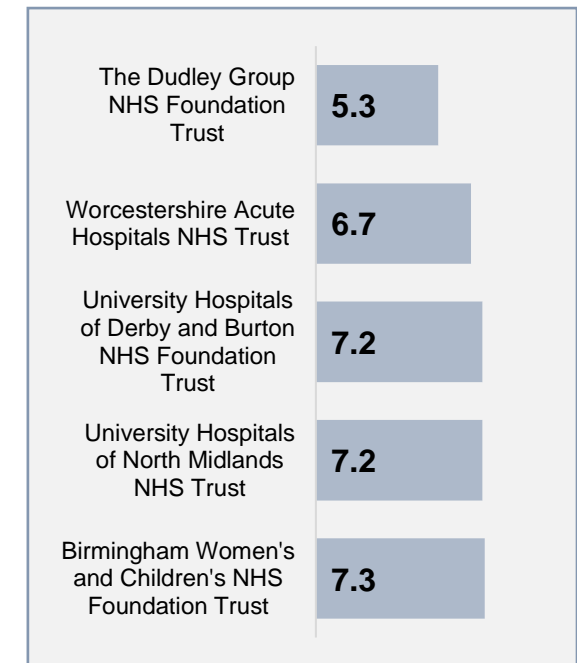 The Dudley Group
NHS Foundation
Trust
5.3
Worcestershire Acute
Hospitals NHS Trust
6.7
University Hospitals
of Derby and Burton
NHS Foundation
Trust
7.2
University Hospitals
of North Midlands
NHS Trust
7.2
Birmingham Women's
and Children's NHS
Foundation Trust
7.3